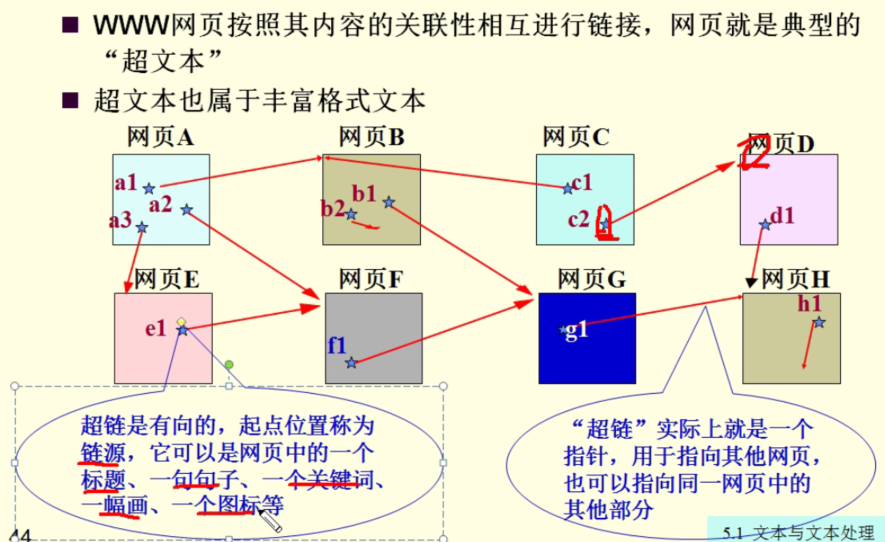 WWW网页按照其内容的关联性相互进行链接，网页就是典型的
“超文本”
超文本也属于丰富格式文本
网页A 网页B 网页C 网页D
a1 a2 a3 b1 b2 c1 c2 d1
网页E 网页F 网页G 网页H
e1 f1 g1 h1
超链是有向的，起点位置称为
链源，它可以是网页中的一个
标题、一句句子、一个关键词、
一幅画、一个图标等
“超链”实际上就是一个
指针，用于指向其他网页，
也可以指向同一网页中的
其他部分
44
5.1 文本与文本处理